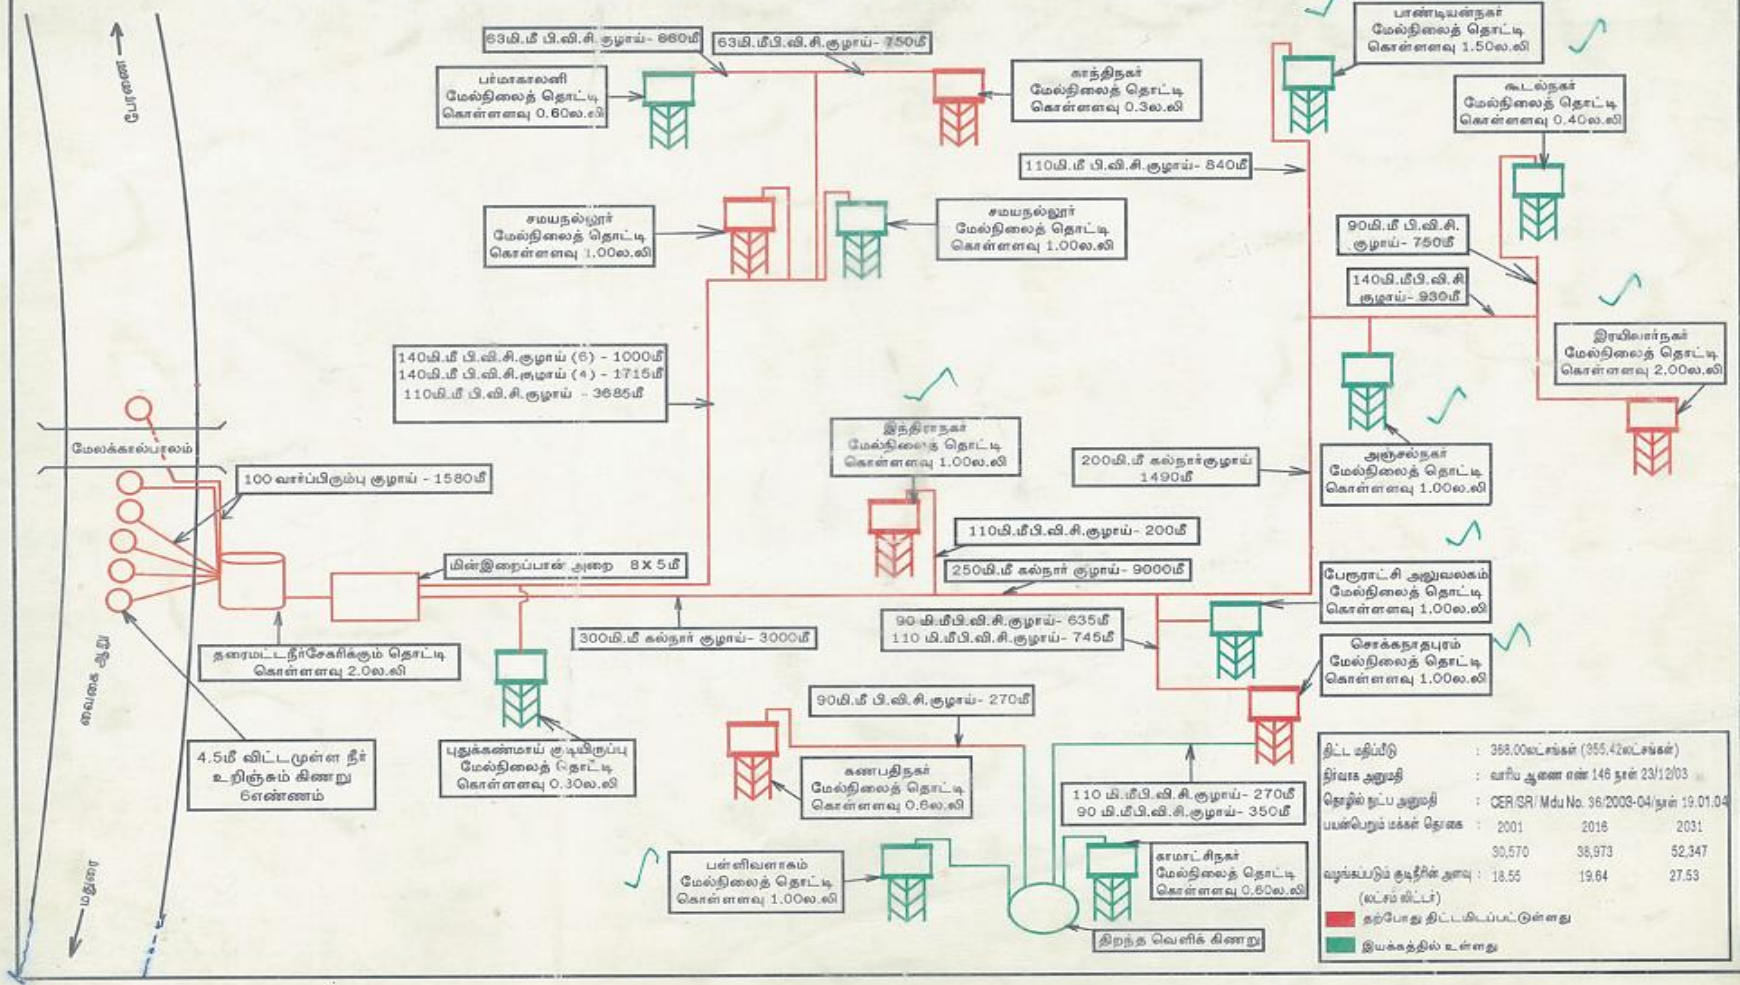 பேரணை
63மி.மீ பி.வி.சி. குழாய்- 860மீ
63மி.மீபி.வி.சி.குழாய்- 750மீ
பர்மாகாலனி
மேல்நிலைத் தொட்டி
கொள்ளளவு 0.60ல.லி
காந்திநகர்
மேல்நிலைத் தொட்டி
கொள்ளளவு 0.3ல.லி
பாண்டியன்நகர்
மேல்நிலைத் தொட்டி
கொள்ளளவு 1.50ல.லி
கூடல்நகர்
மேல்நிலைத் தொட்டி
கொள்ளளவு 0.40ல.லி
110மி.மீ பி.வி.சி.குழாய்- 840மீ
சமயநல்லூர்
மேல்நிலைத் தொட்டி
கொள்ளளவு 1.00ல.லி
சமயநல்லூர்
மேல்நிலைத் தொட்டி
கொள்ளளவு 1.00ல.லி
90மி.மீ பி.வி.சி.
குழாய்- 750மீ
140மி.மீபி.வி.சி
குழாய்- 930மீ
இரயிலார்நகர்
மேல்நிலைத் தொட்டி
கொள்ளளவு 2.00ல.லி
140மி.மீ பி.வி.சி.குழாய் (6) - 1000மீ
140மி.மீ பி.வி.சி.குழாய் (4) - 1715மீ
110மி.மீ பி.வி.சி.குழாய் - 3685மீ
மேலக்கால்பாலம்
100 வார்ப்பிரும்பு குழாய் - 1580மீ
இந்திராநகர்
மேல்நிலைத் தொட்டி
கொள்ளளவு 1.00ல.லி
200மி.மீ கல்நார்குழாய்
1490மீ
அஞ்சல்நகர்
மேல்நிலைத் தொட்டி
கொள்ளளவு 1.00ல.லி
110மி.மீபி.வி.சி.குழாய்- 200மீ
மின்இறைப்பான் அறை 8 X 5மீ
250மி.மீ கல்நார் குழாய்- 9000மீ
பேரூராட்சி அலுவலகம்
மேல்நிலைத் தொட்டி
கொள்ளளவு 1.00ல.லி
300மி.மீ கல்நார் குழாய்- 3000மீ
90 மி.மீபி.வி.சி.குழாய்- 635மீ
110 மி.மீபி.வி.சி.குழாய்- 745மீ
சொக்கநாதபுரம்
மேல்நிலைத் தொட்டி
கொள்ளளவு 1.00ல.லி
தரைமட்டநீர்சேகரிக்கும் தொட்டி
கொள்ளளவு 2.0ல.லி
வைகை ஆறு
90மி.மீ பி.வி.சி.குழாய்- 270மீ
4.5மீ விட்டமுள்ள நீர்
உறிஞ்சும் கிணறு
6எண்ணம்
புதுக்கண்மாய் குடியிருப்பு
மேல்நிலைத் தொட்டி
கொள்ளளவு 0.30ல.லி
கணபதிநகர்
மேல்நிலைத் தொட்டி
கொள்ளளவு 0.6ல.லி
110 மி.மீபி.வி.சி.குழாய்- 270மீ
90 மி.மீபி.வி.சி.குழாய்- 350மீ
மதுரை
பள்ளிவளாகம்
மேல்நிலைத் தொட்டி
கொள்ளளவு 1.00ல.லி
காமாட்சிநகர்
மேல்நிலைத் தொட்டி
கொள்ளளவு 0.60ல.லி
திறந்த வெளிக் கிணறு
திட்ட மதிப்பீடு : 368.00லட்சங்கள் (355.42லட்சங்கள்)
நிர்வாக அனுமதி : வாரிய ஆணை எண் 146 நாள் 23/12/03
தொழில் நுட்ப அனுமதி : CER/SR/ Mdu No. 36/2003-04/நாள் 19.01.04
பயன்பெறும் மக்கள் தொகை : 2001 2016 2031
30,570 38,973 52,347
வழங்கப்படும் குடிநீரின் அளவு : 18.55 19.64 27.53
(லட்சம் லிட்டர்)
தற்போது திட்டமிடப்பட்டுள்ளது
இயக்கத்தில் உள்ளது